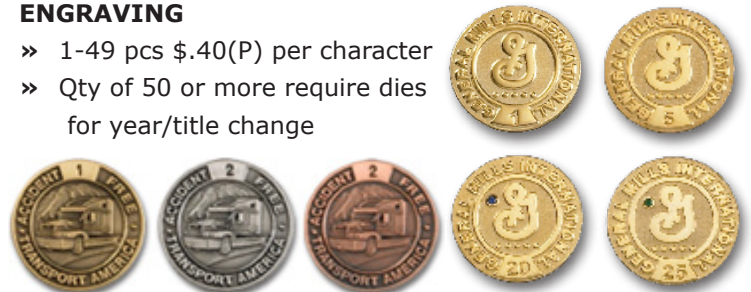 ENGRAVING
» 1-49 pcs $.40(P) per character
» Qty of 50 or more require dies
for year/title change
GENERAL MILLS INTERNATIONAL
G
1
GENERAL MILLS INTERNATIONAL
G
5
ACCIDENT 1 FREE
• TRANSPORT AMERICA •
ACCIDENT 2 FREE
• TRANSPORT AMERICA •
ACCIDENT 2 FREE
• TRANSPORT AMERICA •
GENERAL MILLS INTERNATIONAL
G
20
GENERAL MILLS INTERNATIONAL
G
25